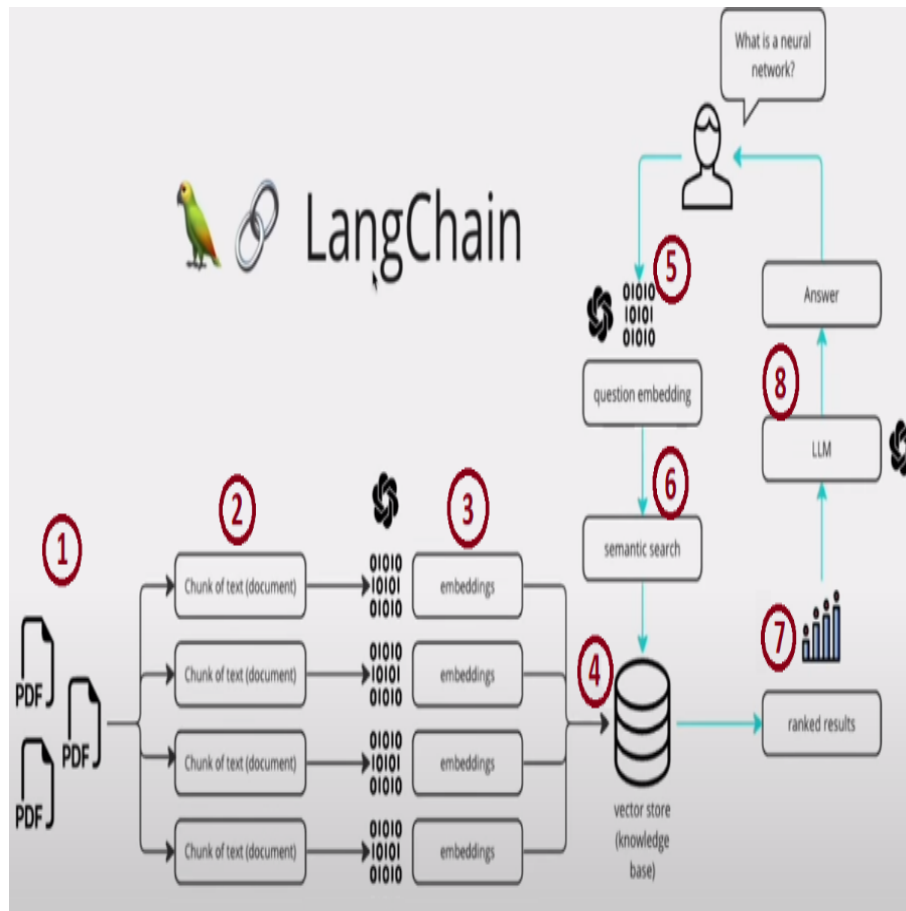 What is a neural
network?
LangChain
5
01010
10101
01010
Answer
question embedding
8
LLM
6
semantic search
1
2
3
PDF
PDF
PDF
Chunk of text (document)
01010
10101
01010
embeddings
Chunk of text (document)
01010
10101
01010
embeddings
Chunk of text (document)
01010
10101
01010
embeddings
Chunk of text (document)
01010
10101
01010
embeddings
4
vector store
(knowledge
base)
7
ranked results